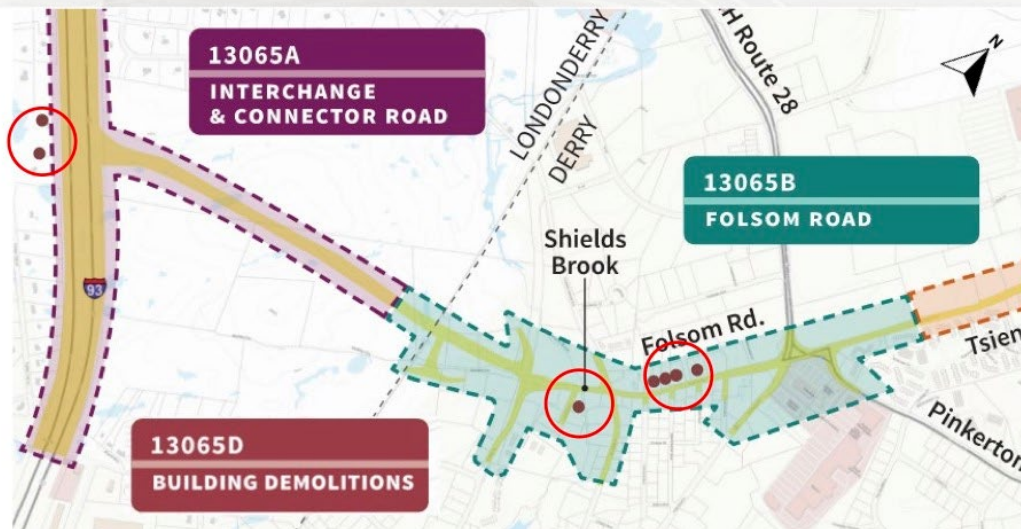 13065A
INTERCHANGE
& CONNECTOR ROAD
LONDONDERRY
DERRY
H Route 28
N
13065B
FOLSOM ROAD
Shields
Brook
93
Folsom Rd.
Tsien
Pinkerton
13065D
BUILDING DEMOLITIONS